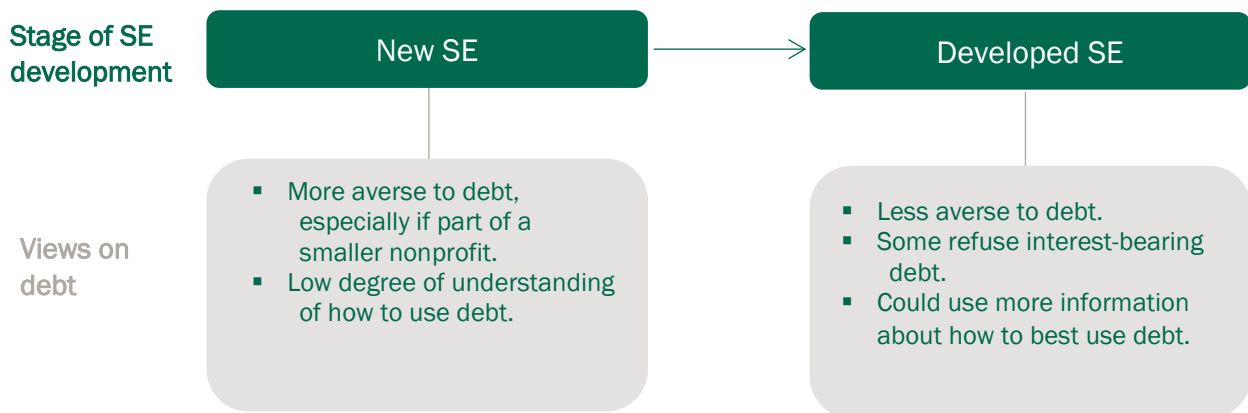 Stage of SE
development
New SE
Developed SE
Views on
debt
▪ More averse to debt,
especially if part of a
smaller nonprofit.
▪ Low degree of understanding
of how to use debt.
▪ Less averse to debt.
▪ Some refuse interest-bearing
debt.
▪ Could use more information
about how to best use debt.